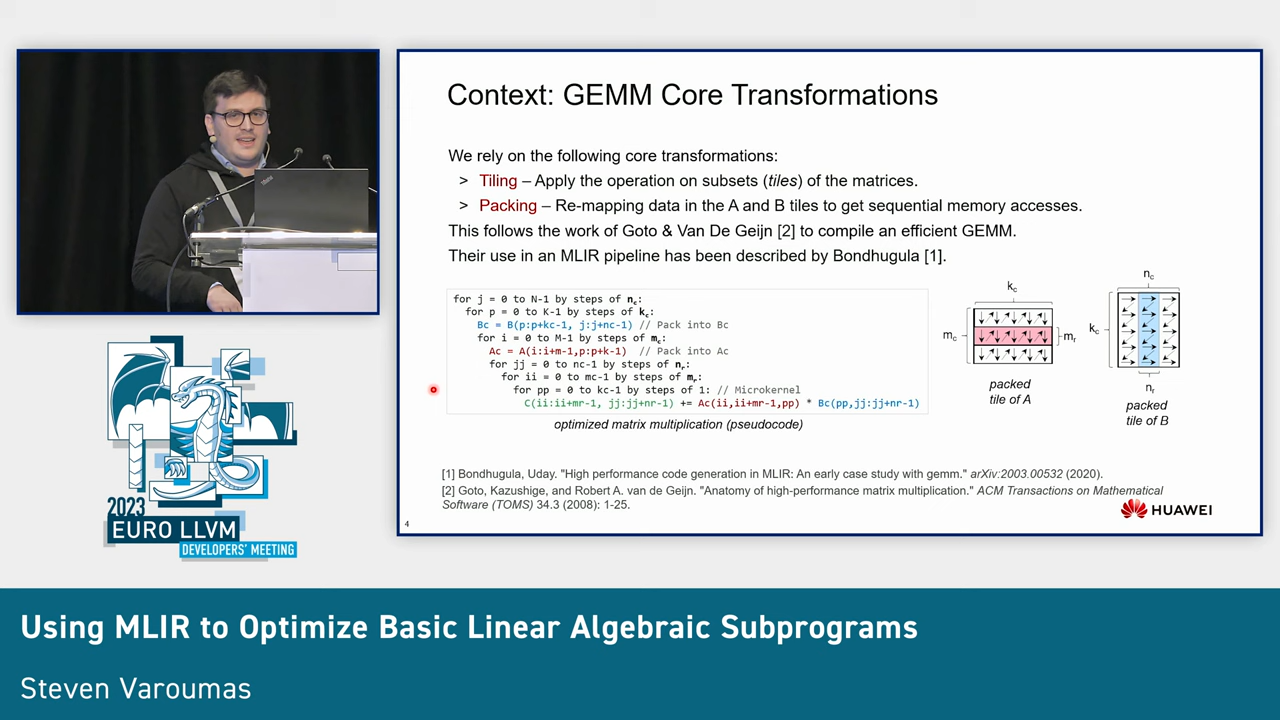 Context: GEMM Core Transformations
We rely on the following core transformations:
> Tiling – Apply the operation on subsets (tiles) of the matrices.
> Packing – Re-mapping data in the A and B tiles to get sequential memory accesses.
This follows the work of Goto & Van De Geijn [2] to compile an efficient GEMM.
Their use in an MLIR pipeline has been described by Bondhugula [1].
for j = 0 to N-1 by steps of nc:
for p = 0 to K-1 by steps of kc:
Bc = B(p:p+kc-1, j:j+nc-1) // Pack into Bc
for i = 0 to M-1 by steps of mc:
Ac = A(i:i+m-1,p:p+k-1) // Pack into Ac
for jj = 0 to nc-1 by steps of nr:
for ii = 0 to mc-1 by steps of mr:
for pp = 0 to kc-1 by steps of 1: // Microkernel
C(ii:ii+mr-1, jj:jj+nr-1) += Ac(ii,ii+mr-1,pp) * Bc(pp,jj:jj+nr-1)
optimized matrix multiplication (pseudocode)
kc
mc
mr
packed
tile of A
nc
kc
nr
packed
tile of B
[1] Bondhugula, Uday. "High performance code generation in MLIR: An early case study with gemm." arXiv:2003.00532 (2020).
[2] Goto, Kazushige, and Robert A. van de Geijn. "Anatomy of high-performance matrix multiplication." ACM Transactions on Mathematical
Software (TOMS) 34.3 (2008): 1-25.
4
HUAWEI
2023
EURO LLVM
DEVELOPERS' MEETING
Using MLIR to Optimize Basic Linear Algebraic Subprograms
Steven Varoumas